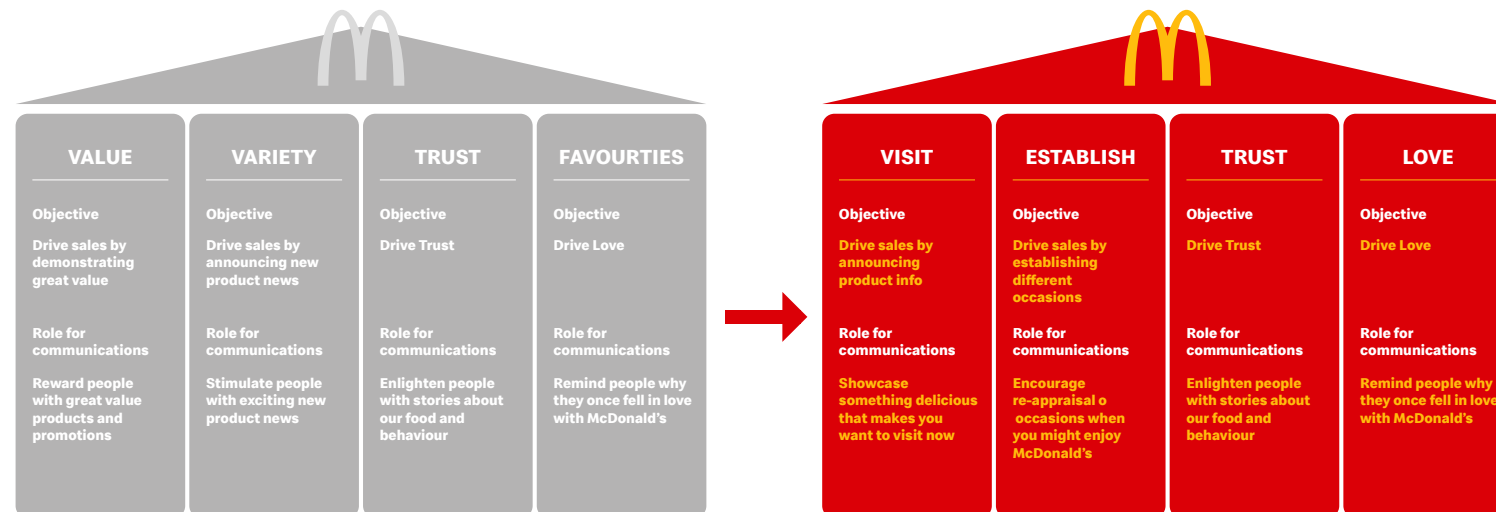 VALUE
Objective
Drive sales by
demonstrating
great value
Role for
communications
Reward people
with great value
products and
promotions
VARIETY
Objective
Drive sales by
announcing new
product news
Role for
communications
Stimulate people
with exciting new
product news
TRUST
Objective
Drive Trust
Role for
communications
Enlighten people
with stories about
our food and
behaviour
FAVOURTIES
Objective
Drive Love
Role for
communications
Remind people why
they once fell in love
with McDonald's
VISIT
Objective
Drive sales by
announcing
product info
Role for
communications
Showcase
something delicious
that makes you
want to visit now
ESTABLISH
Objective
Drive sales by
establishing
different
occasions
Role for
communications
Encourage
re-appraisal o
occasions when
you might enjoy
McDonald's
TRUST
Objective
Drive Trust
Role for
communications
Enlighten people
with stories about
our food and
behaviour
LOVE
Objective
Drive Love
Role for
communications
Remind people why
they once fell in love
with McDonald's